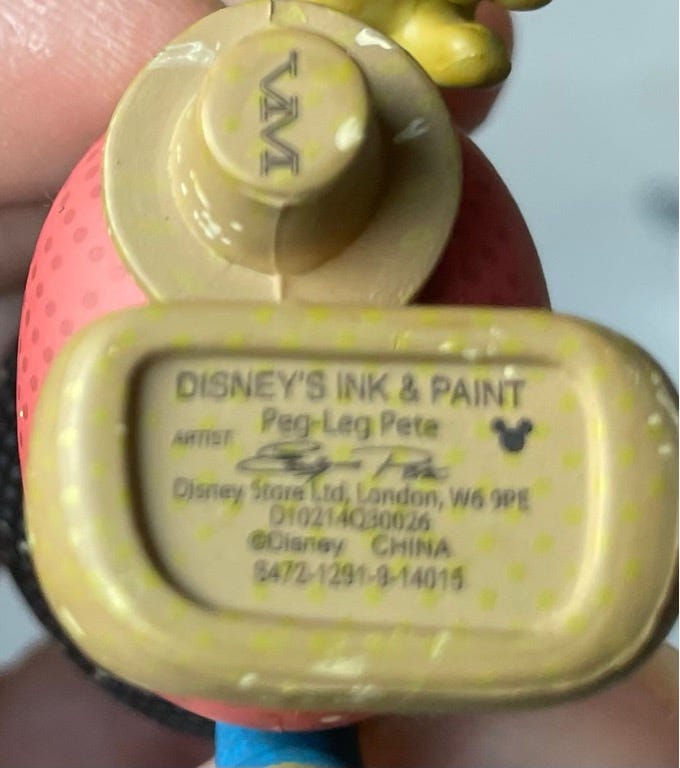 VM
DISNEY'S INK & PAINT
Peg-Leg Pete
ARTIST
Disney Store Ltd, London, W6 9PE
D10214Q30026
©Disney CHINA
5472-1291-9-14015